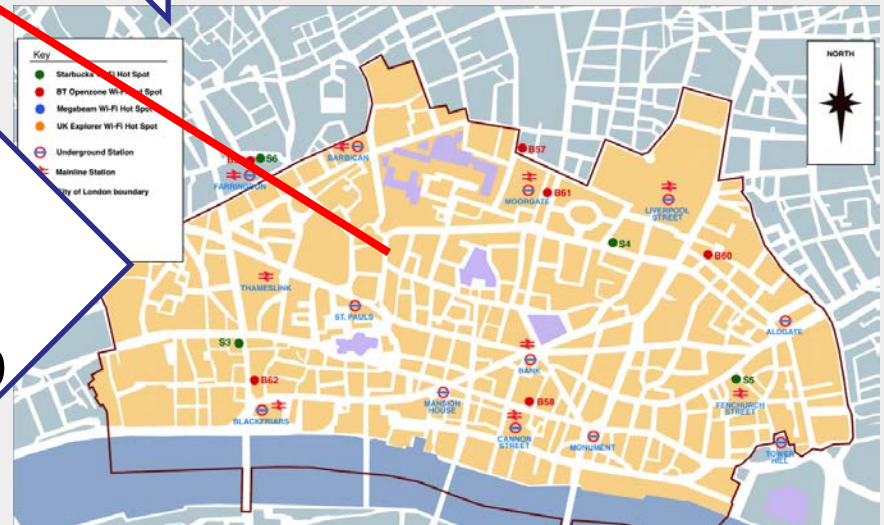 Key
Starbucks Wi-Fi Hot Spot
BT Openzone Wi-Fi Hot Spot
Megabeam Wi-Fi Hot Spot
UK Explorer Wi-Fi Hot Spot
Underground Station
Mainline Station
City of London boundary
NORTH
S6
FARRINGDON
BARBICAN
B57
B61
MOORGATE
LIVERPOOL
STREET
S4
B60
THAMESLINK
ST. PAULS
ALDGATE
S3
BANK
B62
S5
FENCHURCH
STREET
MANSION
HOUSE
B58
BLACKFRIARS
CANNON
STREET
MONUMENT
TOWER
HILL